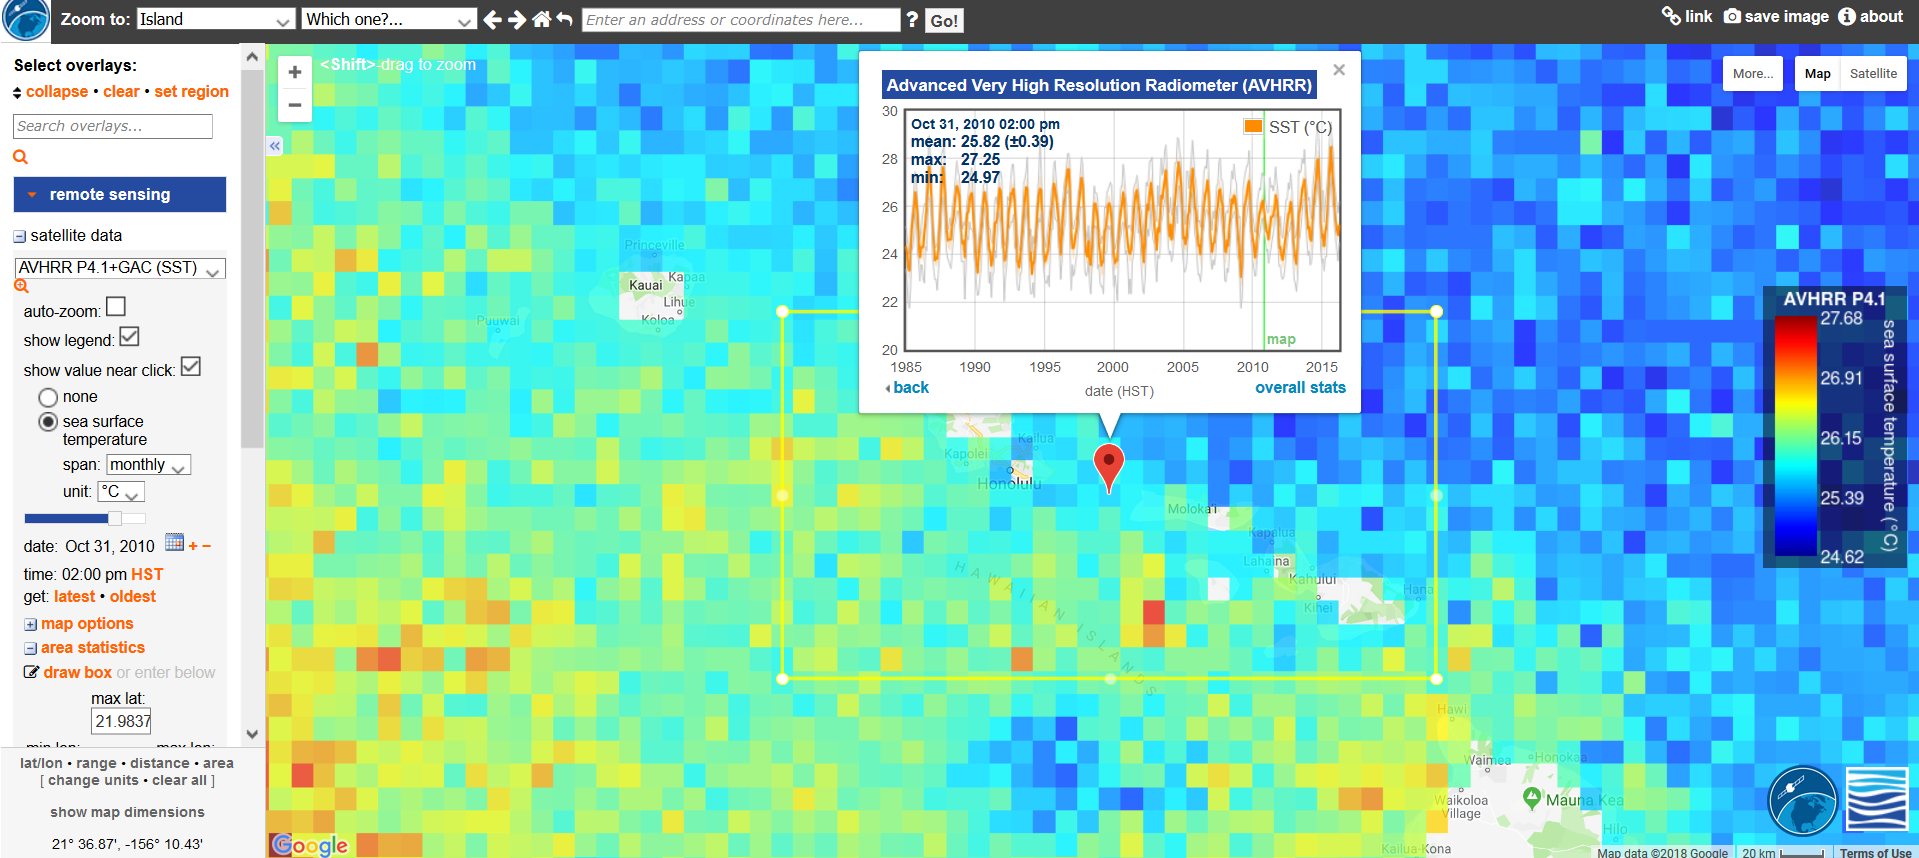 Zoom to: Island Which one?... Enter an address or coordinates here... ? Go! link save image about
Select overlays:
collapse • clear • set region
Search overlays...
remote sensing
satellite data
AVHRR P4.1+GAC (SST)
auto-zoom:
show legend:
show value near click:
none
sea surface
temperature
span: monthly
unit: °C
date: Oct 31, 2010 + −
time: 02:00 pm HST
get: latest • oldest
map options
area statistics
draw box or enter below
max lat:
21.9837
min lon: max lon:
lat/lon • range • distance • area
[ change units • clear all ]
show map dimensions
21° 36.87', -156° 10.43'
+
−
<Shift>-drag to zoom
«
Advanced Very High Resolution Radiometer (AVHRR)
×
Oct 31, 2010 02:00 pm
mean: 25.82 (±0.39)
max: 27.25
min: 24.97
SST (°C)
30
28
26
24
22
20
map
1985 1990 1995 2000 2005 2010 2015
date (HST)
back
overall stats
More...
Map
Satellite
Princeville
Kapaa
Kauai
Lihue
Koloa
Puuwai
Kailua
Kapolei
Honolulu
Moloka'i
Kapalua
Lahaina
Kahului
Kihei
Hana
HAWAIIAN ISLANDS
Hawi
Waimea
Honokaa
Waikoloa
Village
Mauna Kea
Hilo
Kailua-Kona
AVHRR P4.1
27.68
26.91
26.15
25.39
24.62
sea surface temperature (°C)
Google
Map data ©2018 Google
20 km
Terms of Use